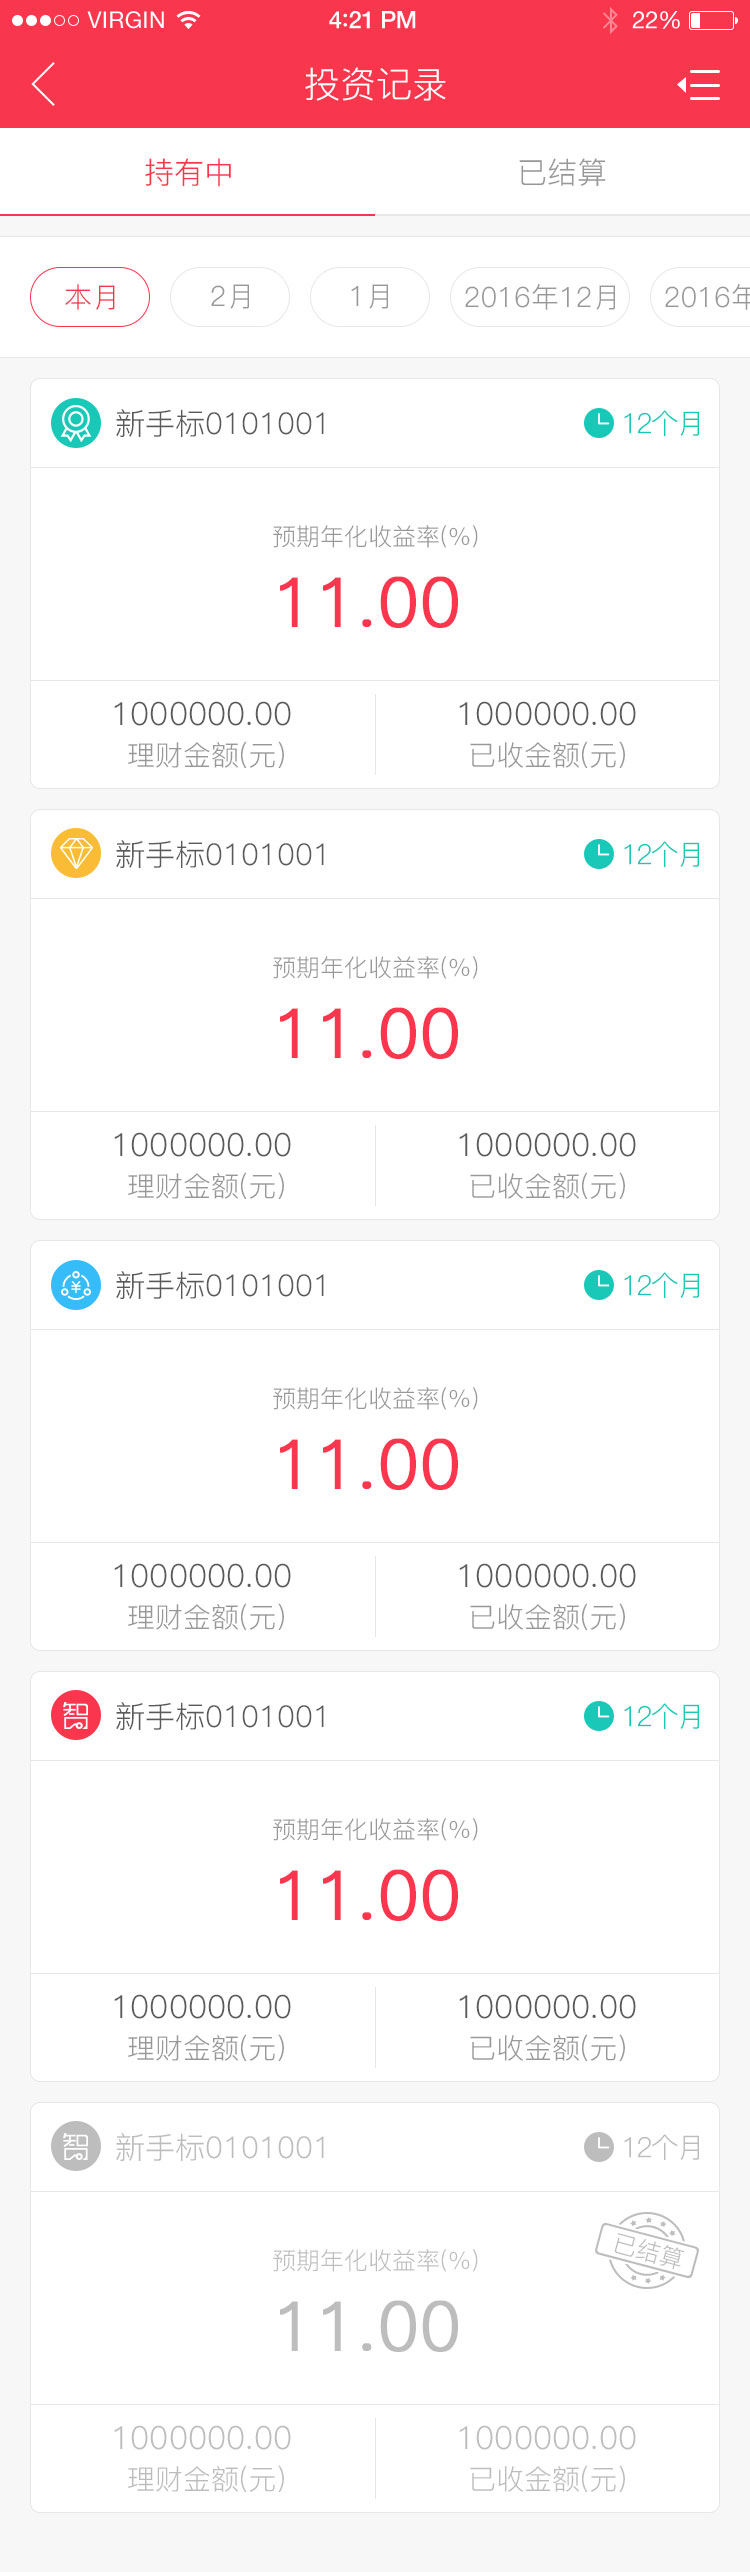 VIRGIN 4:21 PM 22%
投资记录
持有中 已结算
本月 2月 1月 2016年12月 2016年
新手标0101001 12个月
预期年化收益率(%)
11.00
1000000.00 1000000.00
理财金额(元) 已收金额(元)
新手标0101001 12个月
预期年化收益率(%)
11.00
1000000.00 1000000.00
理财金额(元) 已收金额(元)
¥ 新手标0101001 12个月
预期年化收益率(%)
11.00
1000000.00 1000000.00
理财金额(元) 已收金额(元)
智 新手标0101001 12个月
预期年化收益率(%)
11.00
1000000.00 1000000.00
理财金额(元) 已收金额(元)
智 新手标0101001 12个月
已结算
预期年化收益率(%)
11.00
1000000.00 1000000.00
理财金额(元) 已收金额(元)